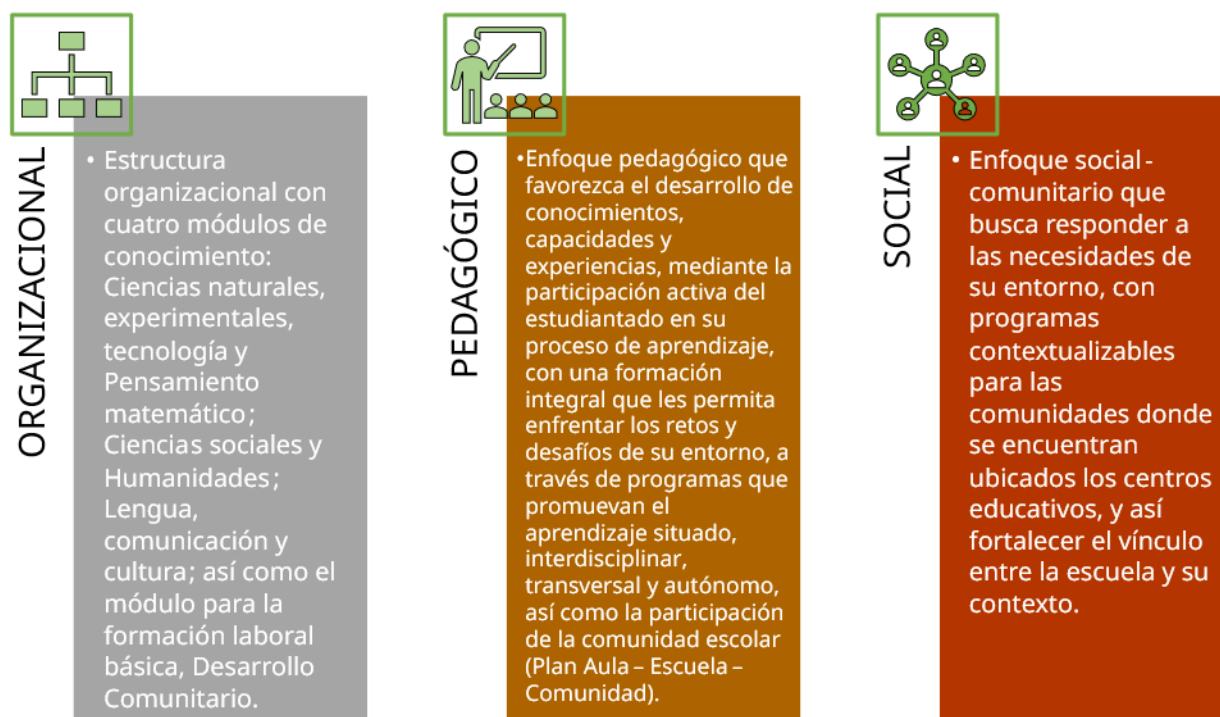 ORGANIZACIONAL
• Estructura
organizacional con
cuatro módulos de
conocimiento:
Ciencias naturales,
experimentales,
tecnología y
Pensamiento
matemático;
Ciencias sociales y
Humanidades;
Lengua,
comunicación y
cultura; así como el
módulo para la
formación laboral
básica, Desarrollo
Comunitario.
PEDAGÓGICO
•Enfoque pedagógico que
favorezca el desarrollo de
conocimientos,
capacidades y
experiencias, mediante la
participación activa del
estudiantado en su
proceso de aprendizaje,
con una formación
integral que les permita
enfrentar los retos y
desafíos de su entorno, a
través de programas que
promuevan el
aprendizaje situado,
interdisciplinar,
transversal y autónomo,
así como la participación
de la comunidad escolar
(Plan Aula – Escuela –
Comunidad).
SOCIAL
• Enfoque social-
comunitario que
busca responder a
las necesidades de
su entorno, con
programas
contextualizables
para las
comunidades donde
se encuentran
ubicados los centros
educativos, y así
fortalecer el vínculo
entre la escuela y su
contexto.